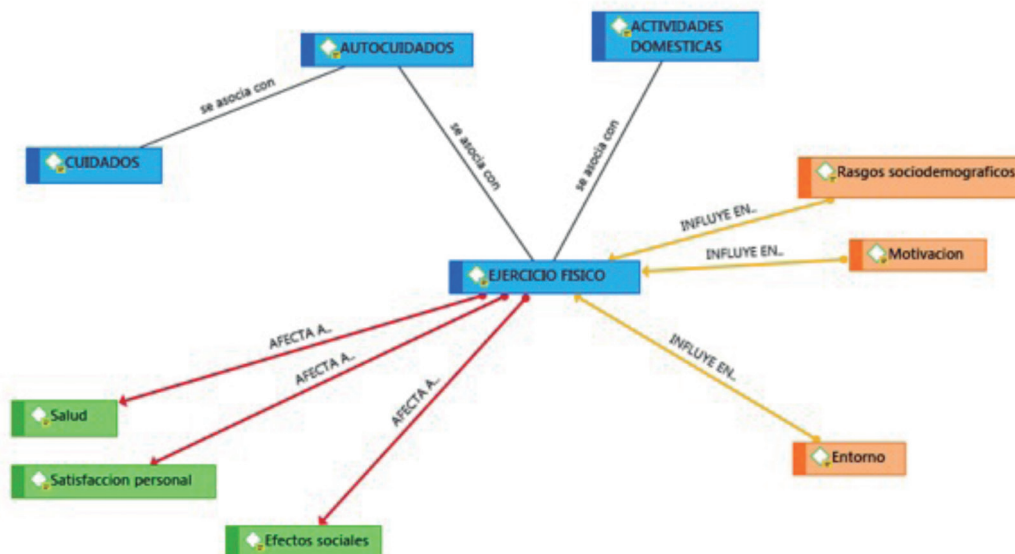 ACTIVIDADES
DOMESTICAS
AUTOCUIDADOS
se asocia con
CUIDADOS
se asocia con
se asocia con
Rasgos sociodemograficos
INFLUYE EN..
INFLUYE EN..
Motivacion
EJERCICIO FISICO
AFECTA A..
AFECTA A..
INFLUYE EN..
AFECTA A..
Salud
Entorno
Satisfaccion personal
Efectos sociales